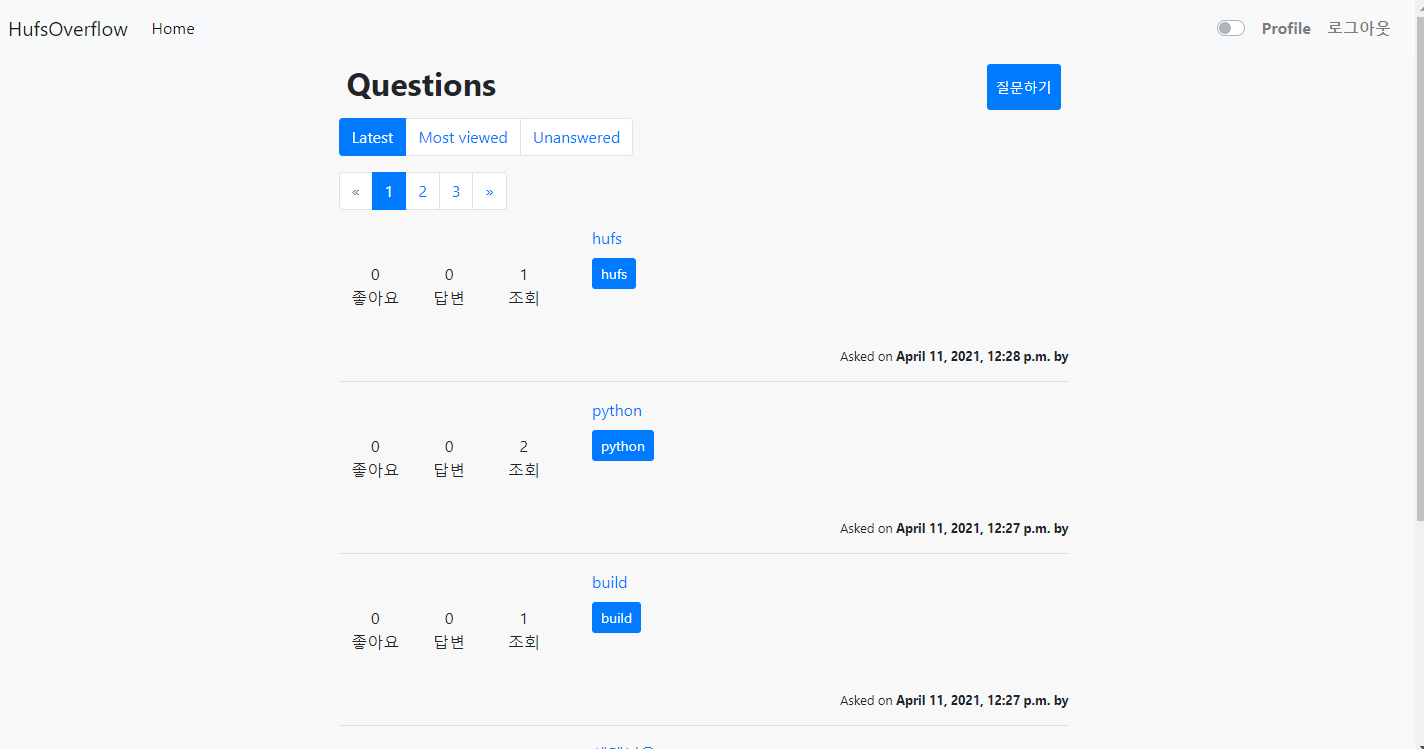 HufsOverflow Home Profile 로그아웃
Questions 질문하기
Latest Most viewed Unanswered
« 1 2 3 »
hufs
0 0 1 hufs
좋아요 답변 조회
Asked on April 11, 2021, 12:28 p.m. by
python
0 0 2 python
좋아요 답변 조회
Asked on April 11, 2021, 12:27 p.m. by
build
0 0 1 build
좋아요 답변 조회
Asked on April 11, 2021, 12:27 p.m. by